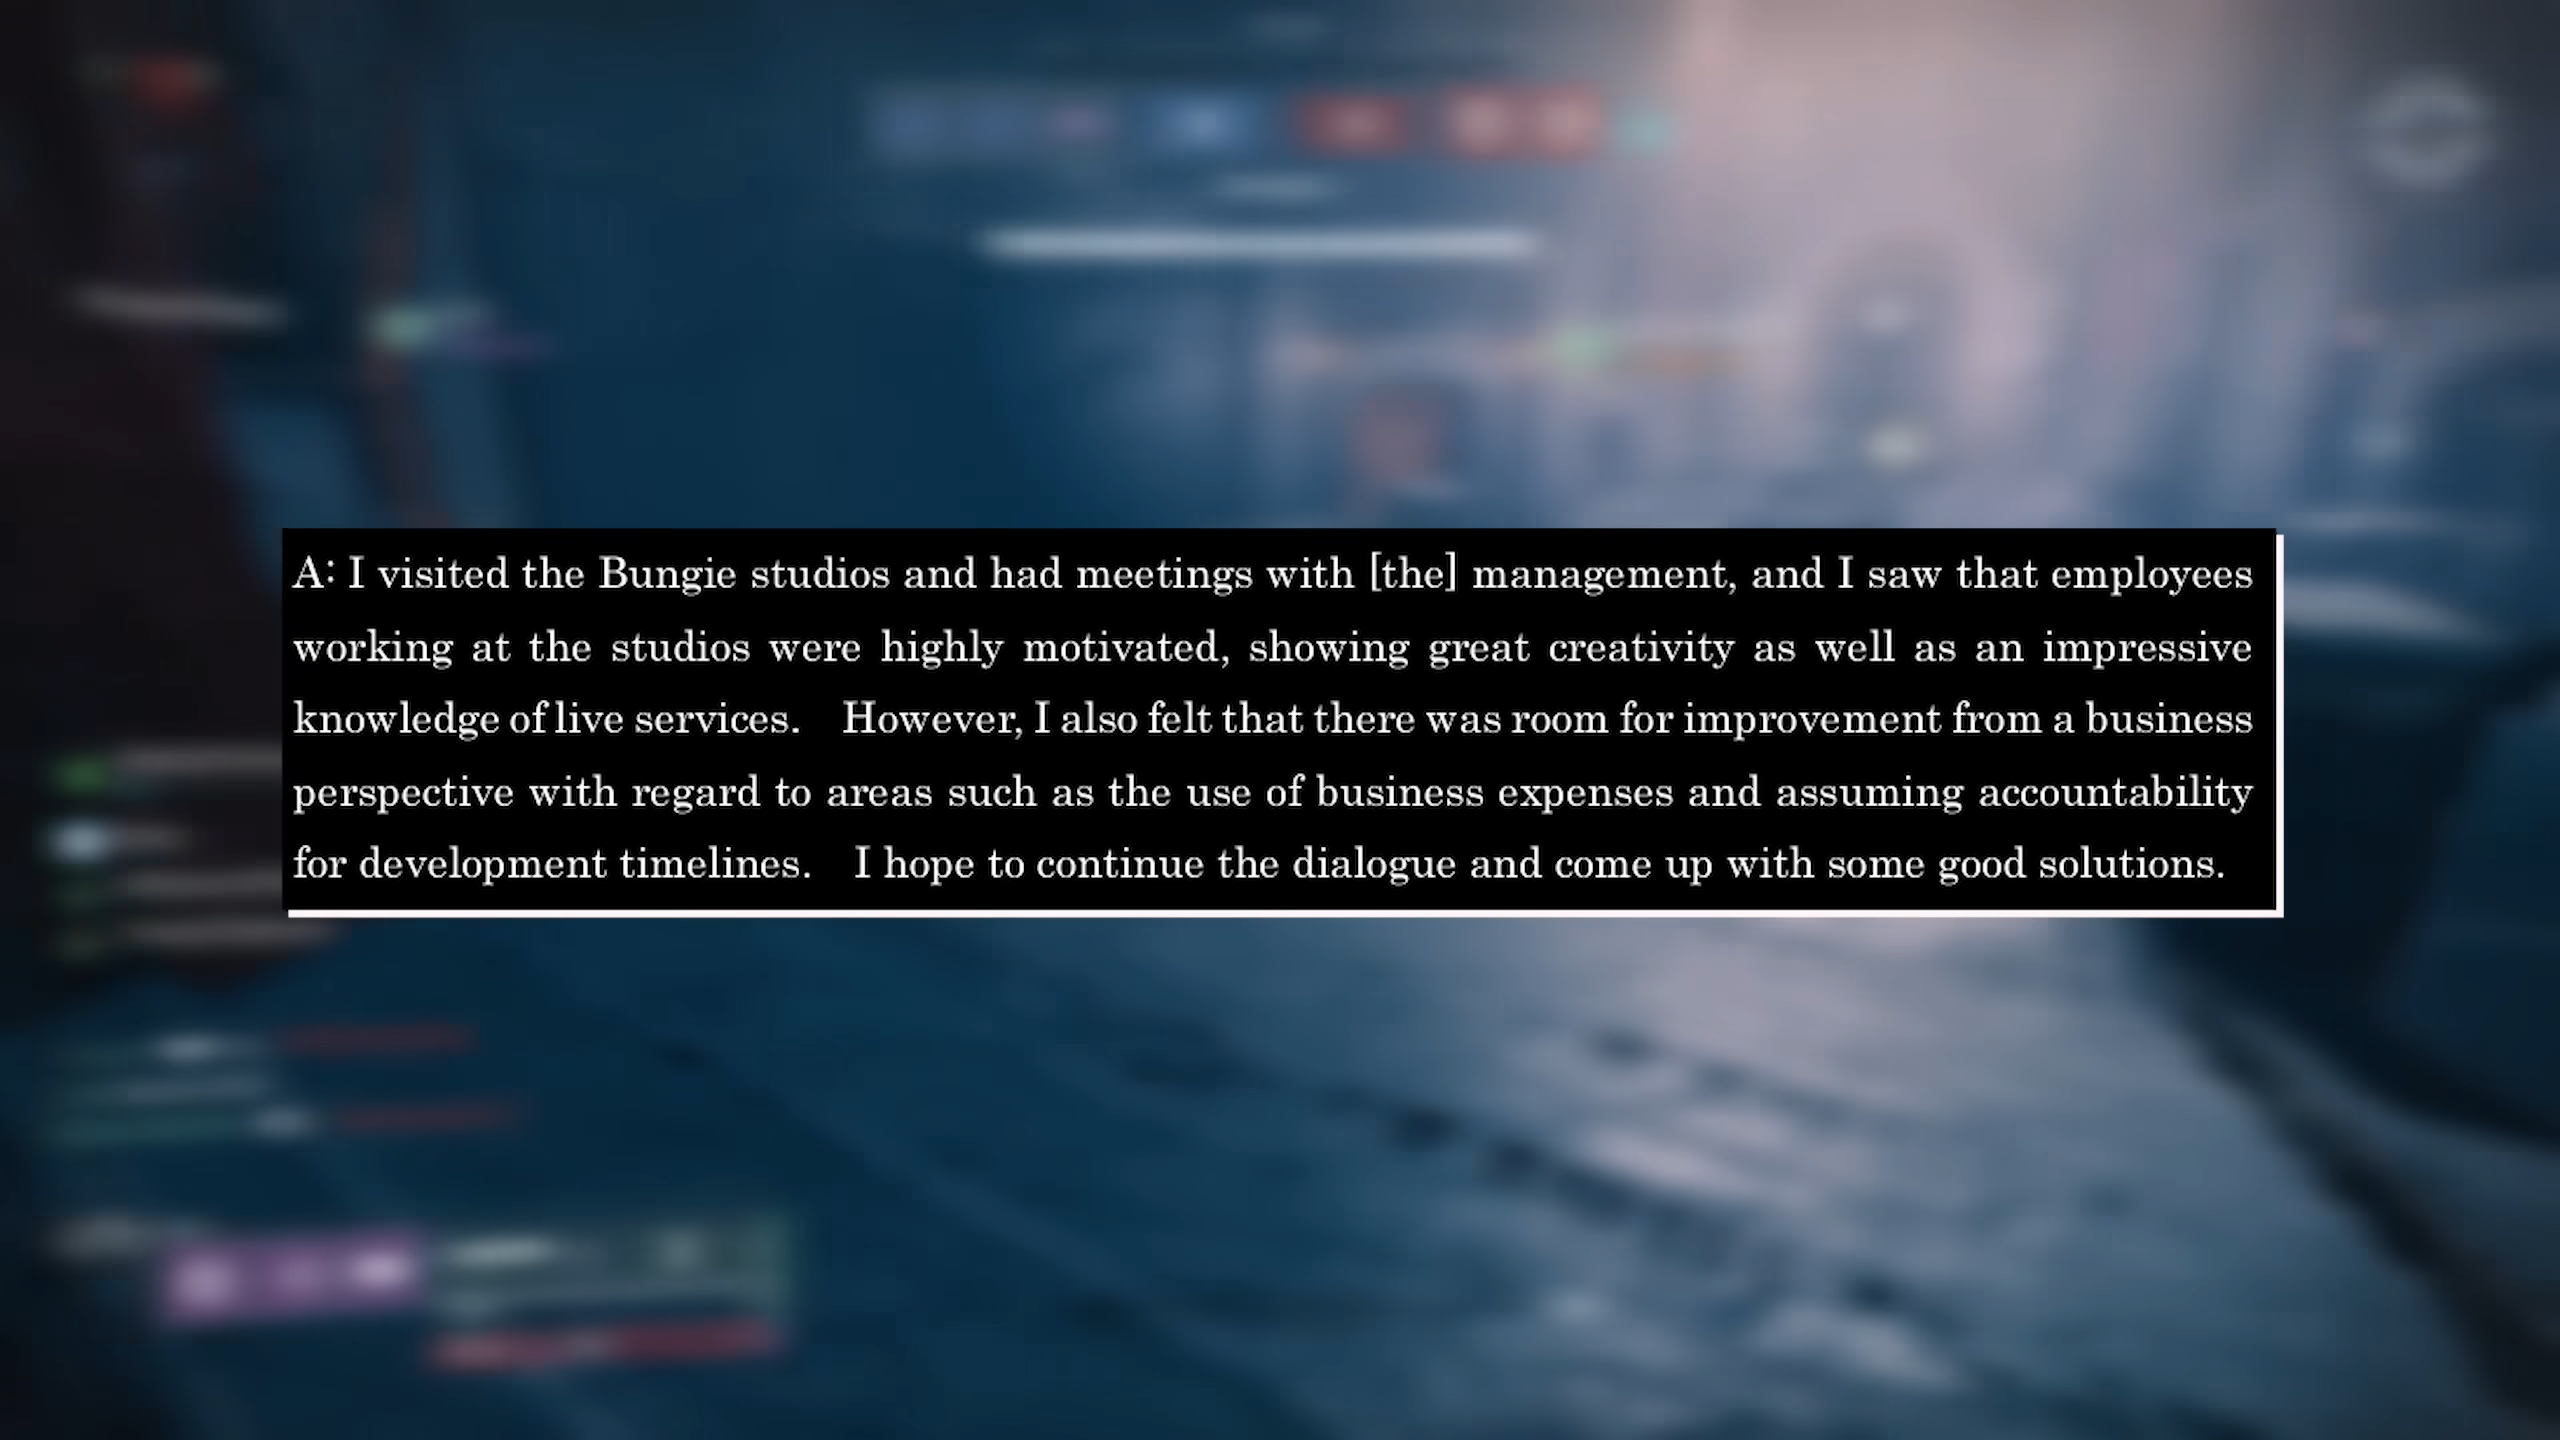 A: I visited the Bungie studios and had meetings with [the] management, and I saw that employees
working at the studios were highly motivated, showing great creativity as well as an impressive
knowledge of live services. However, I also felt that there was room for improvement from a business
perspective with regard to areas such as the use of business expenses and assuming accountability
for development timelines. I hope to continue the dialogue and come up with some good solutions.